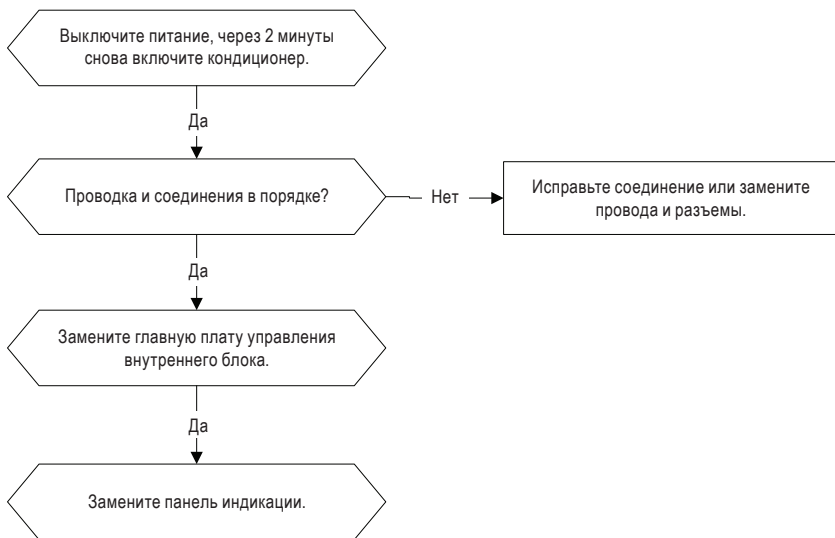 Выключите питание, через 2 минуты
снова включите кондиционер.
Да
Проводка и соединения в порядке?
Нет
Исправьте соединение или замените
провода и разъемы.
Да
Замените главную плату управления
внутреннего блока.
Да
Замените панель индикации.